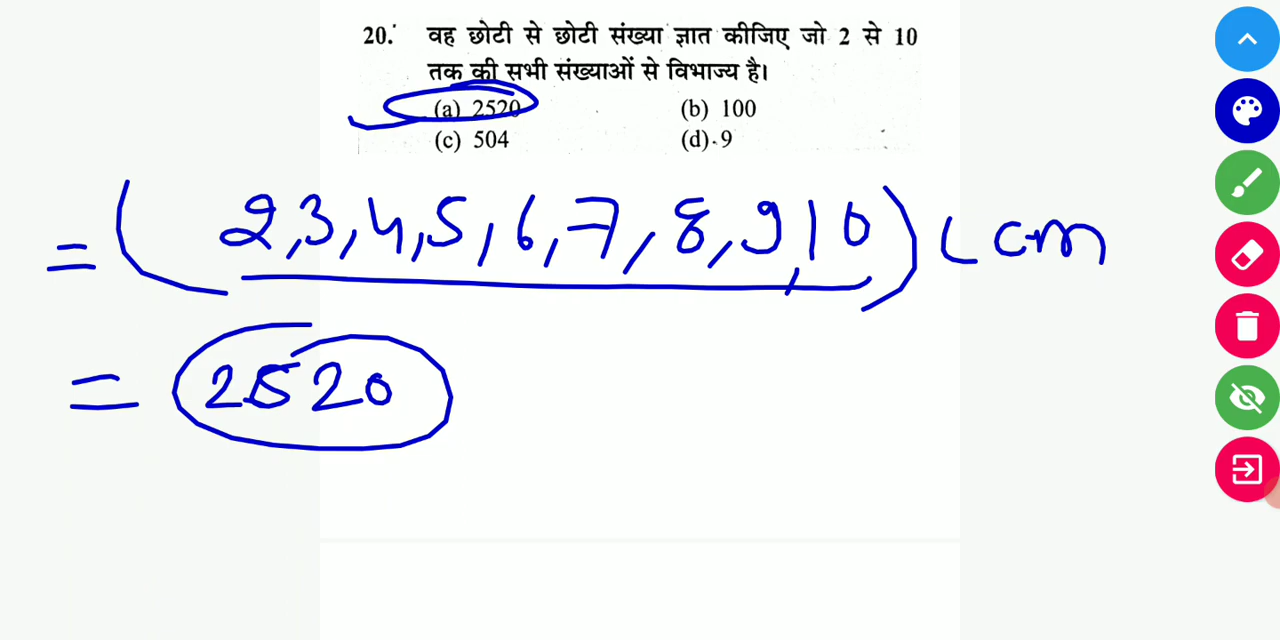 20. वह छोटी से छोटी संख्या ज्ञात कीजिए जो 2 से 10
तक की सभी संख्याओं से विभाज्य है।
(a) 2520 (b) 100
(c) 504 (d) 9
= ( 2,3,4,5,6,7,8,9,10 ) Lcm
= 2520